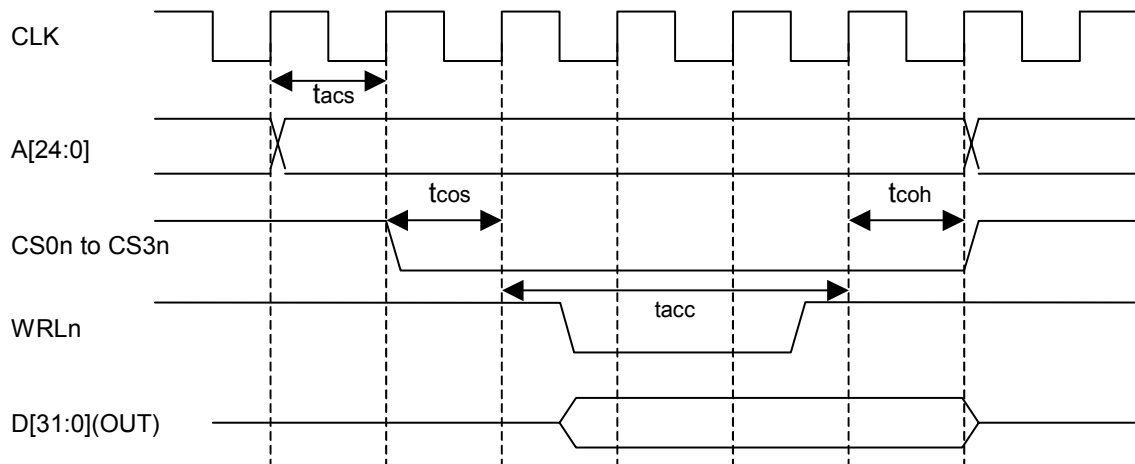 CLK
tacs
A[24:0]
tcos
tcoh
CS0n to CS3n
tacc
WRLn
D[31:0](OUT)